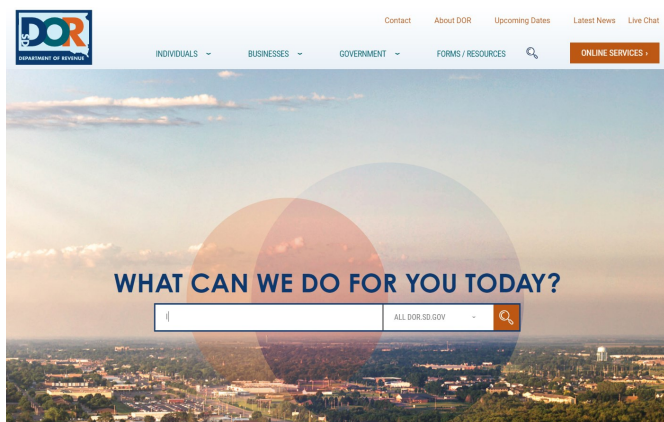 Contact About DOR Upcoming Dates Latest News Live Chat
SD DOR
DEPARTMENT OF REVENUE
INDIVIDUALS BUSINESSES GOVERNMENT FORMS / RESOURCES ONLINE SERVICES ›
WHAT CAN WE DO FOR YOU TODAY?
ALL DOR.SD.GOV